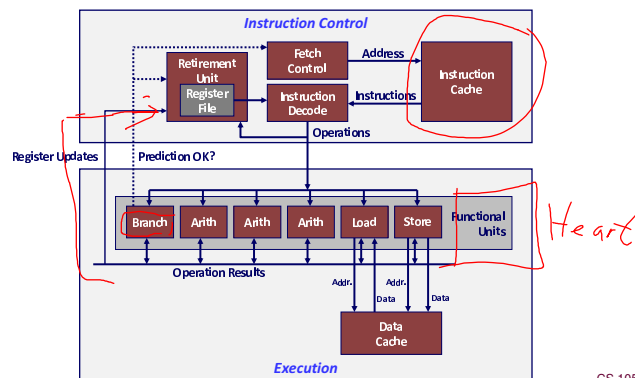 Instruction Control
Fetch
Control
Address
Instruction
Cache
Retirement
Unit
Register
File
Instruction
Decode
Instructions
Operations
Register Updates
Prediction OK?
Branch
Arith
Arith
Arith
Load
Store
Functional
Units
Heart
Operation Results
Addr.
Addr.
Data
Data
Data
Cache
Execution